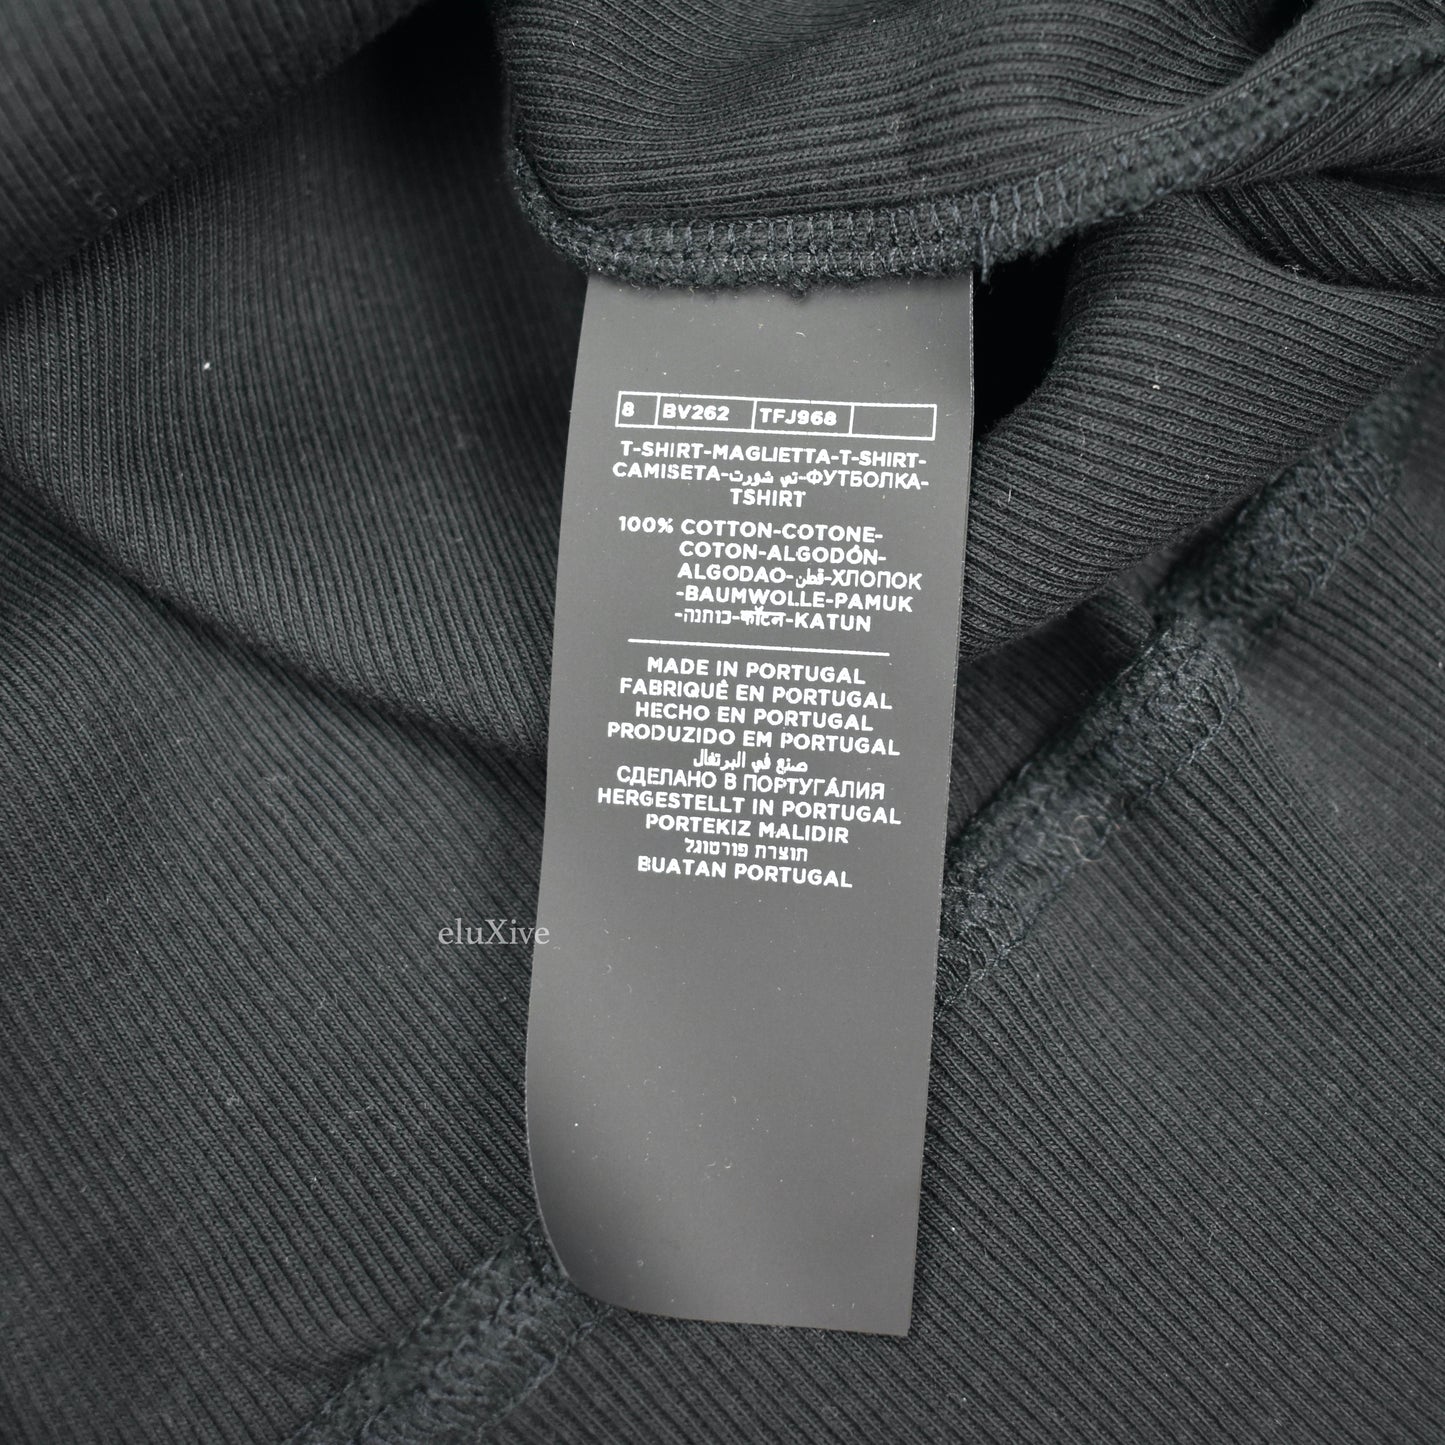 8 BV262 TFJ968
T-SHIRT-MAGLIETTA-T-SHIRT-
CAMISETA-تي شورت-ФУТБОЛКА-
TSHIRT
100% COTTON-COTONE-
COTON-ALGODÓN-
ALGODAO-قطن-ХЛОПОК
-BAUMWOLLE-PAMUK
-כותנה-कॉटन-KATUN
MADE IN PORTUGAL
FABRIQUÉ EN PORTUGAL
HECHO EN PORTUGAL
PRODUZIDO EM PORTUGAL
صنع في البرتغال
СДЕЛАНО В ПОРТУГÁЛИЯ
HERGESTELLT IN PORTUGAL
PORTEKIZ MALIDIR
תוצרת פורטוגל
BUATAN PORTUGAL
eluXive